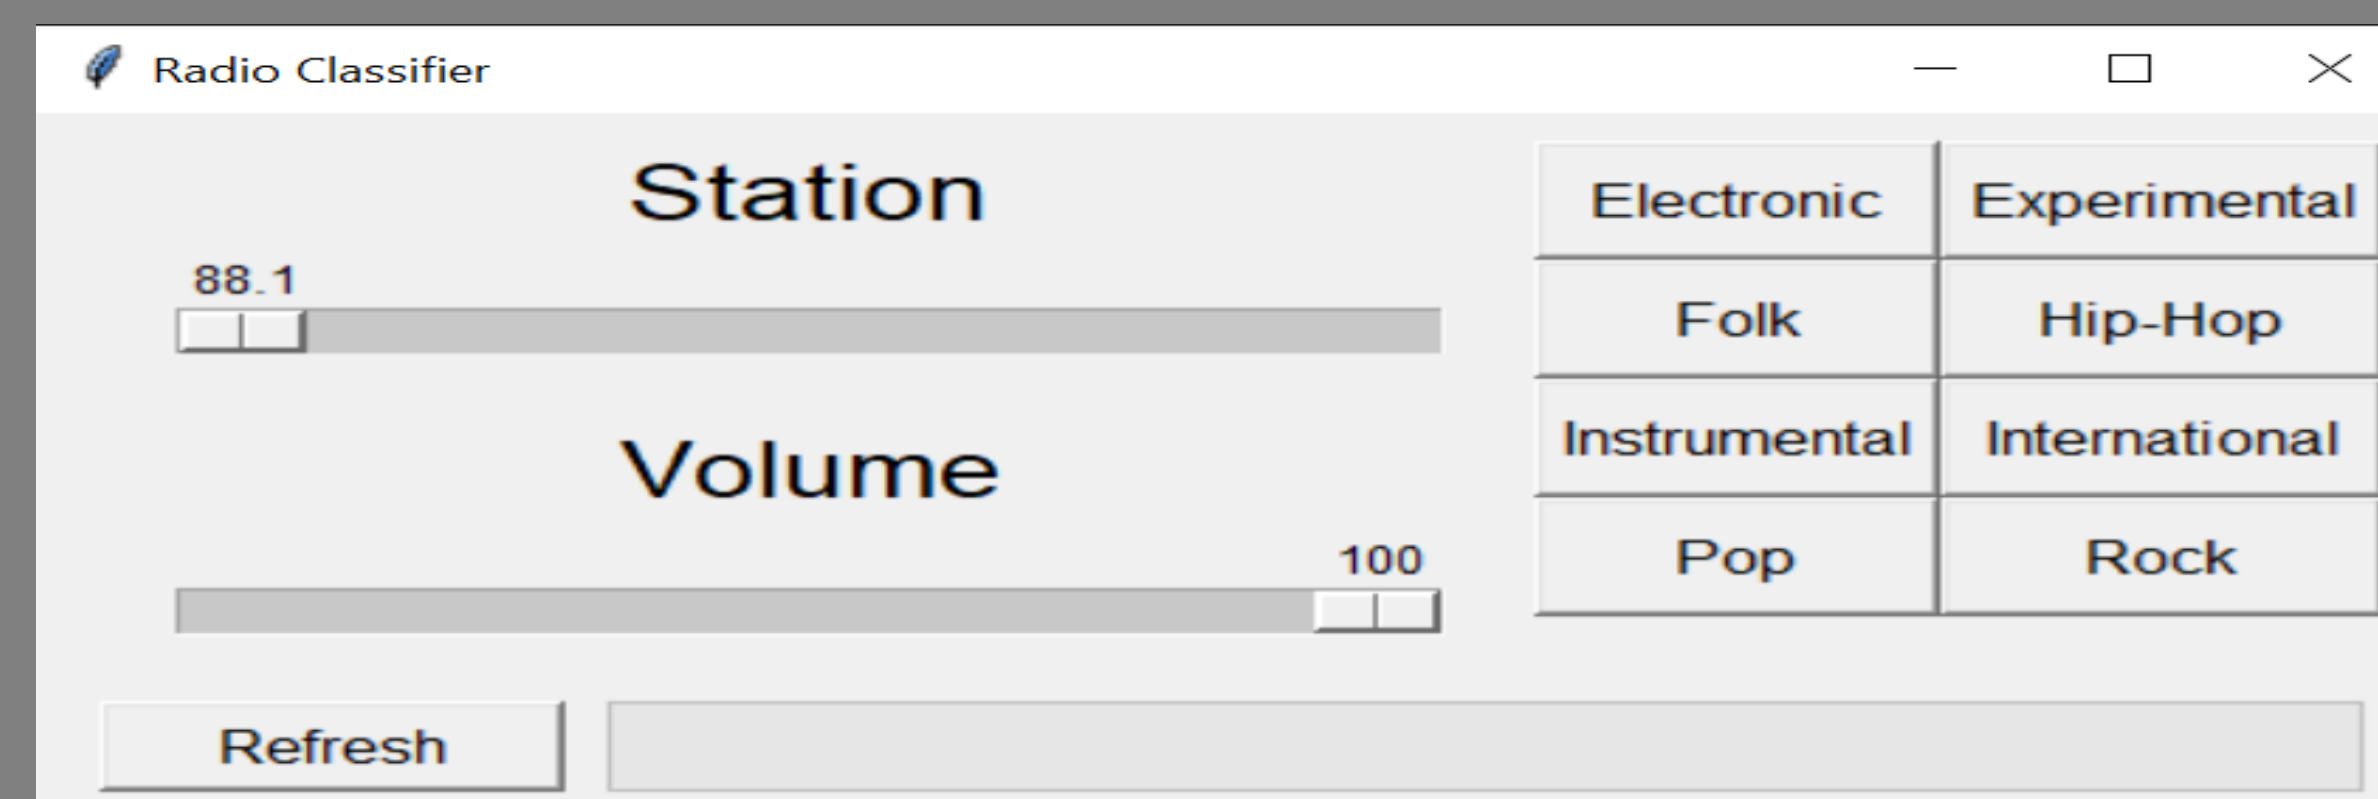 Radio Classifier
Station
88.1
Volume
100
Electronic Experimental
Folk Hip-Hop
Instrumental International
Pop Rock
Refresh